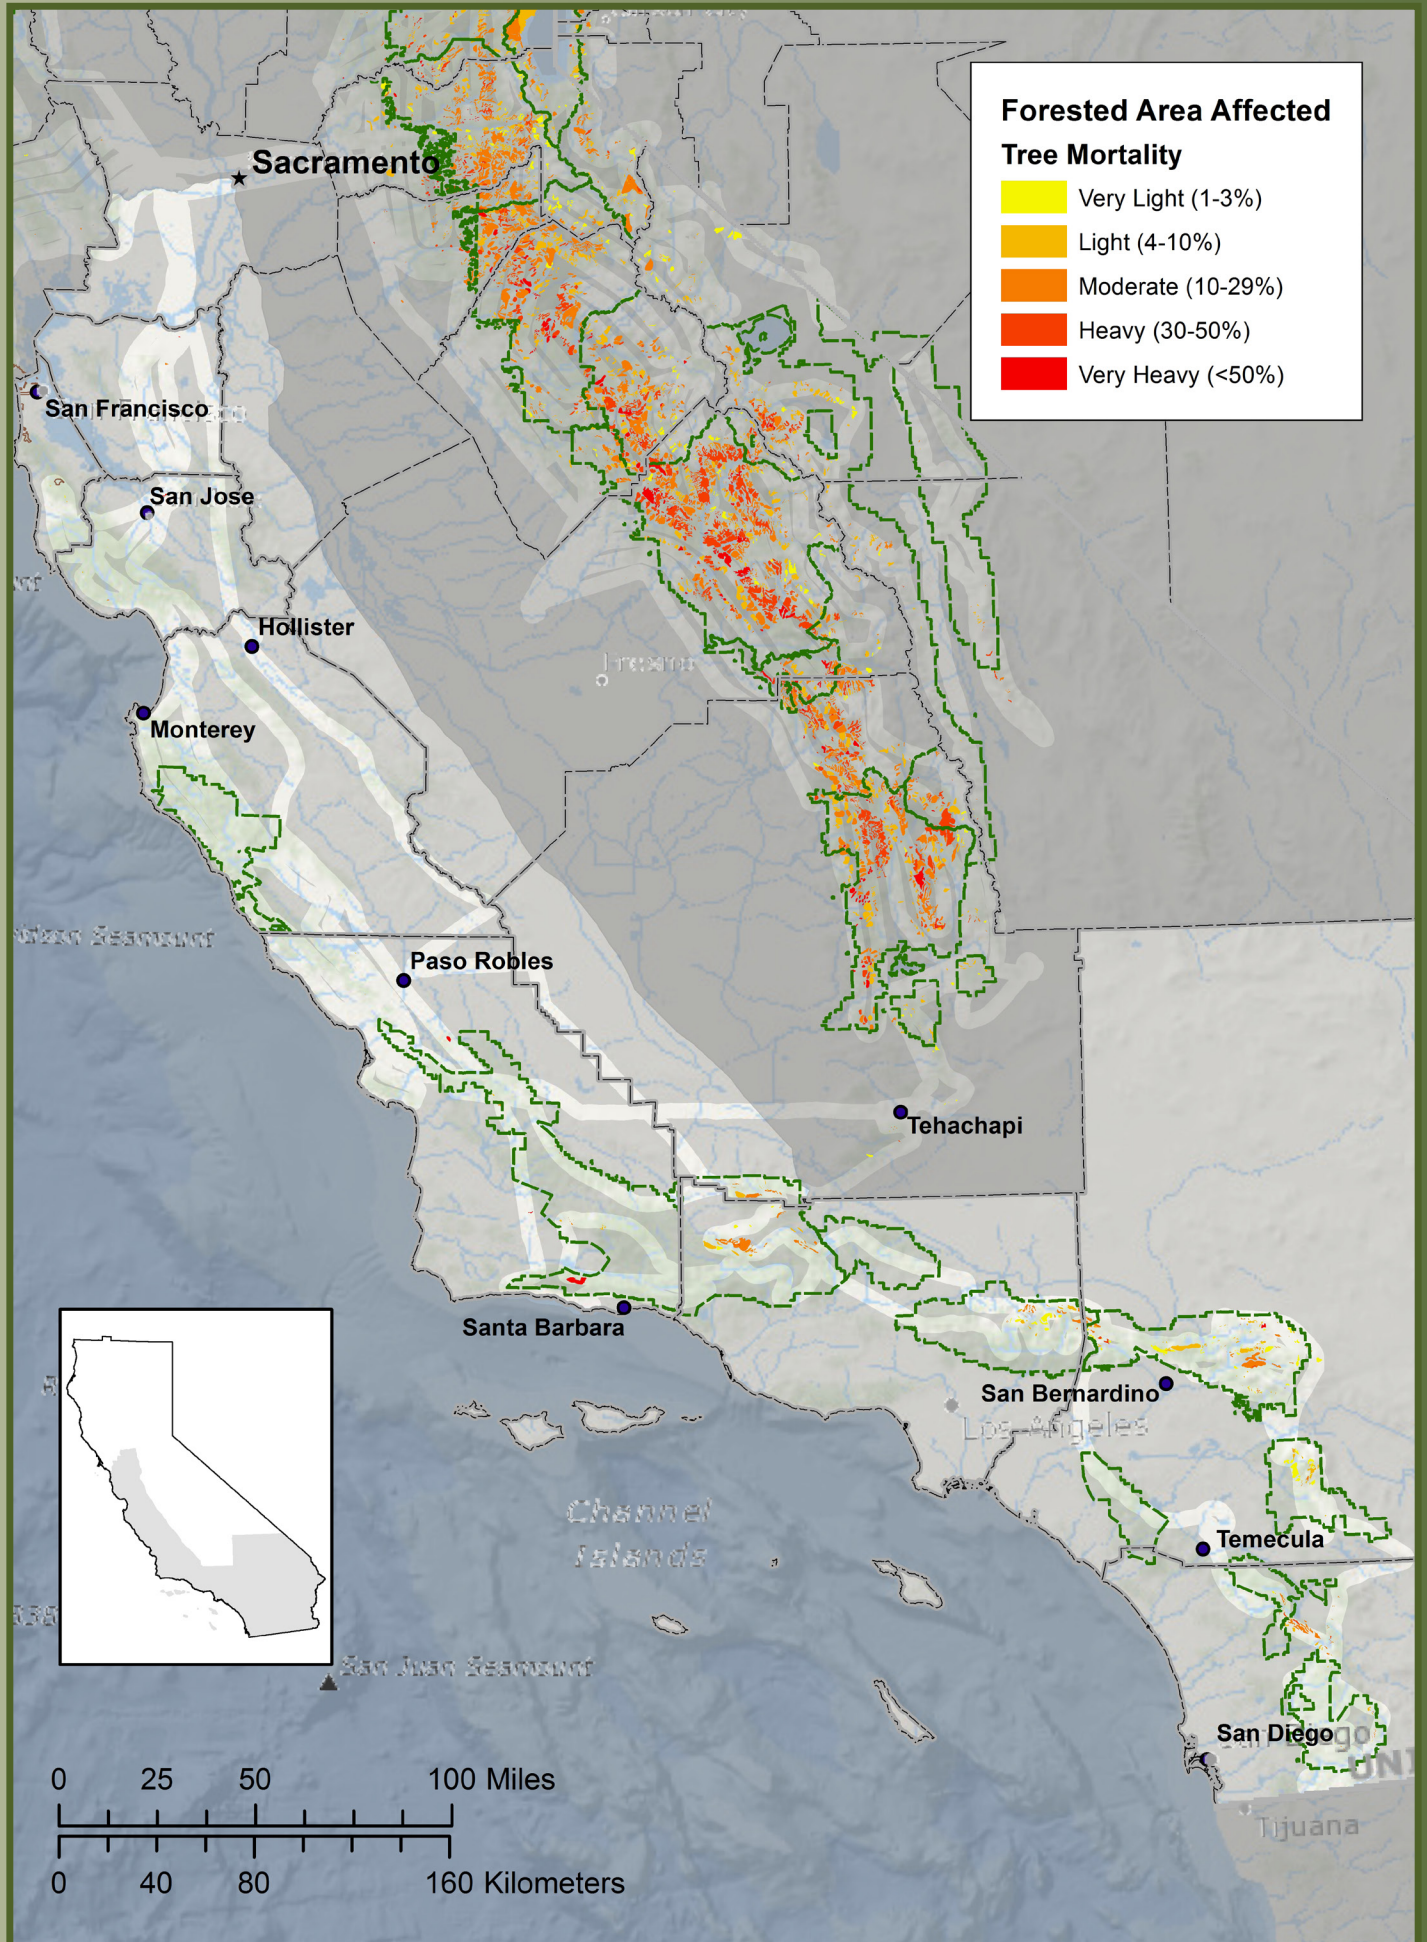 Forested Area Affected
Tree Mortality
Very Light (1-3%)
Light (4-10%)
Moderate (10-29%)
Heavy (30-50%)
Very Heavy (<50%)
Sacramento
San Francisco
San Jose
Hollister
Fresno
Monterey
Paso Robles
Tehachapi
Santa Barbara
San Bernardino
Los Angeles
Channel
Islands
Temecula
San Juan Seamount
San Diego
San Diego
UNI
Tijuana
0 25 50 100 Miles
0 40 80 160 Kilometers